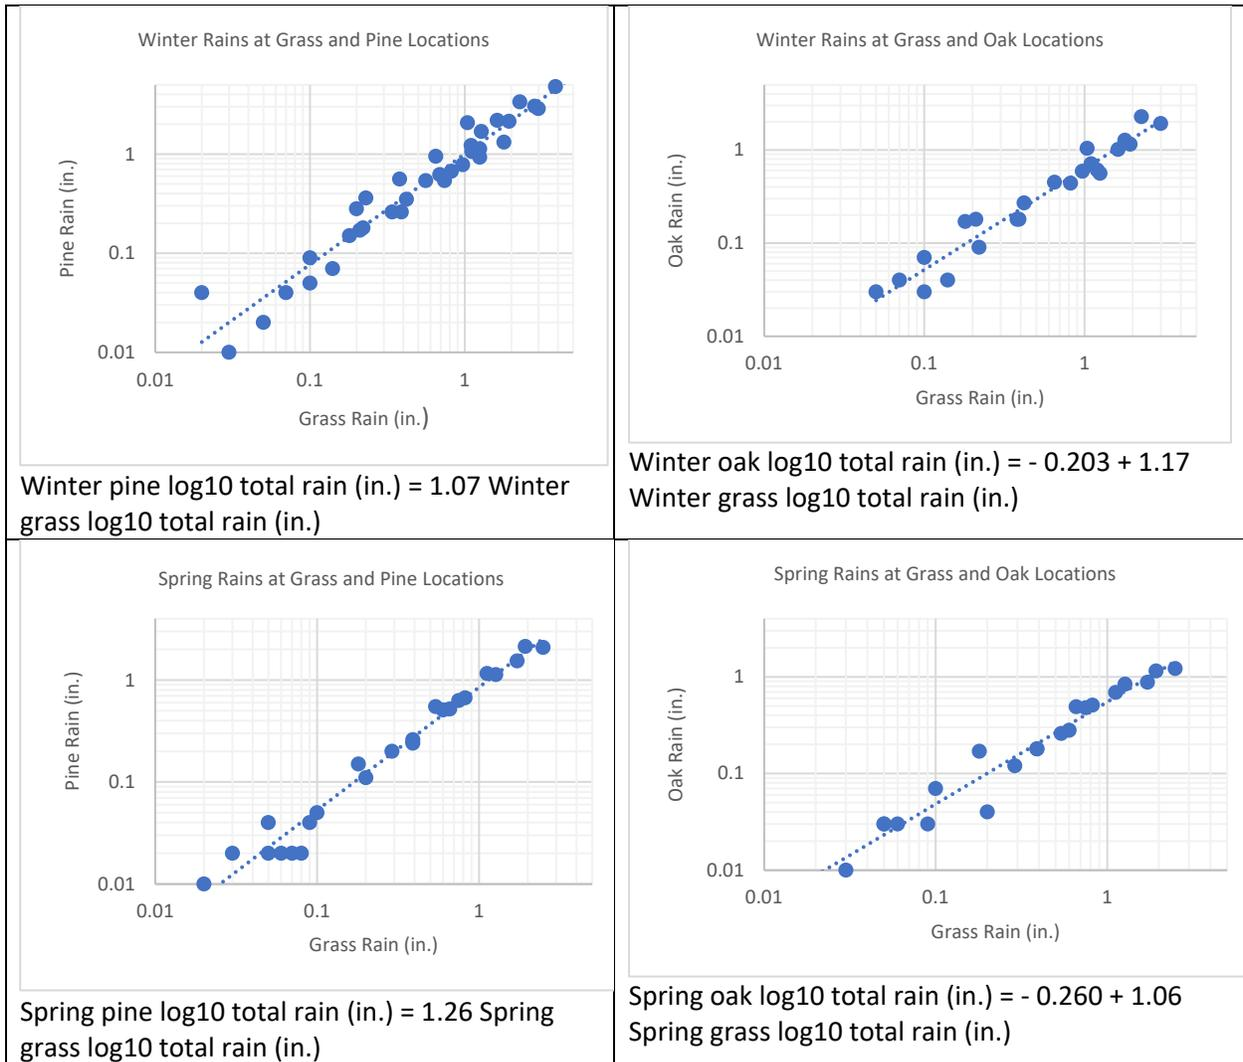 Winter Rains at Grass and Pine Locations
Pine Rain (in.)
1
0.1
0.01
0.01 0.1 1
Grass Rain (in.)
Winter pine log10 total rain (in.) = 1.07 Winter
grass log10 total rain (in.)
Winter Rains at Grass and Oak Locations
Oak Rain (in.)
1
0.1
0.01
0.01 0.1 1
Grass Rain (in.)
Winter oak log10 total rain (in.) = - 0.203 + 1.17
Winter grass log10 total rain (in.)
Spring Rains at Grass and Pine Locations
Pine Rain (in.)
1
0.1
0.01
0.01 0.1 1
Grass Rain (in.)
Spring pine log10 total rain (in.) = 1.26 Spring
grass log10 total rain (in.)
Spring Rains at Grass and Oak Locations
Oak Rain (in.)
1
0.1
0.01
0.01 0.1 1
Grass Rain (in.)
Spring oak log10 total rain (in.) = - 0.260 + 1.06
Spring grass log10 total rain (in.)